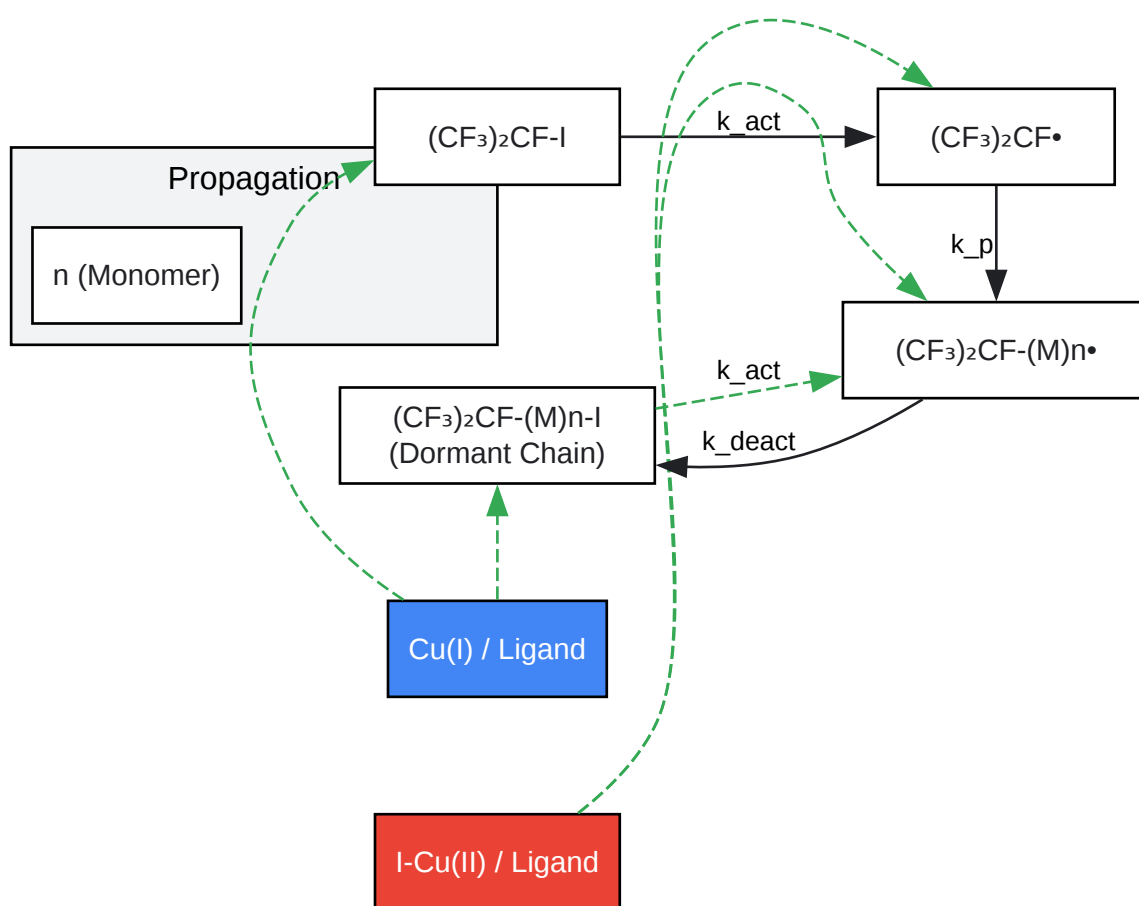 (CF₃)₂CF-I
k_act
(CF₃)₂CF•
Propagation
n (Monomer)
k_p
(CF₃)₂CF-(M)n•
k_act
(CF₃)₂CF-(M)n-I
(Dormant Chain)
k_deact
Cu(I) / Ligand
I-Cu(II) / Ligand